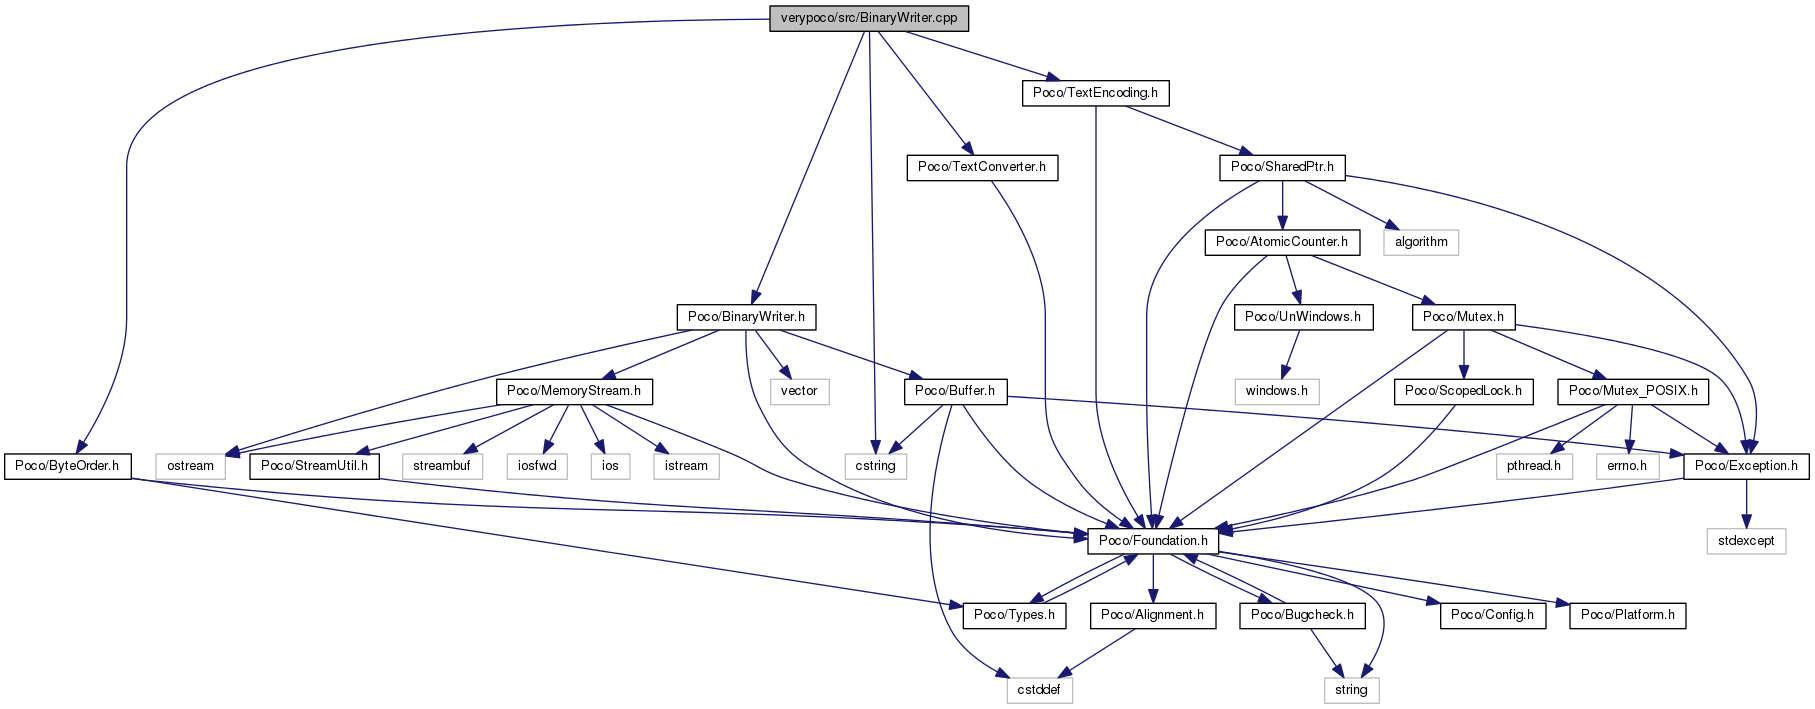 verypoco/src/BinaryWriter.cpp
Poco/TextEncoding.h
Poco/TextConverter.h
Poco/SharedPtr.h
Poco/AtomicCounter.h
algorithm
Poco/BinaryWriter.h
Poco/UnWindows.h
Poco/Mutex.h
Poco/MemoryStream.h
vector
Poco/Buffer.h
windows.h
Poco/ScopedLock.h
Poco/Mutex_POSIX.h
Poco/ByteOrder.h
ostream
Poco/StreamUtil.h
streambuf
iosfwd
ios
istream
cstring
pthread.h
errno.h
Poco/Exception.h
Poco/Foundation.h
stdexcept
Poco/Types.h
Poco/Alignment.h
Poco/Bugcheck.h
Poco/Config.h
Poco/Platform.h
cstddef
string